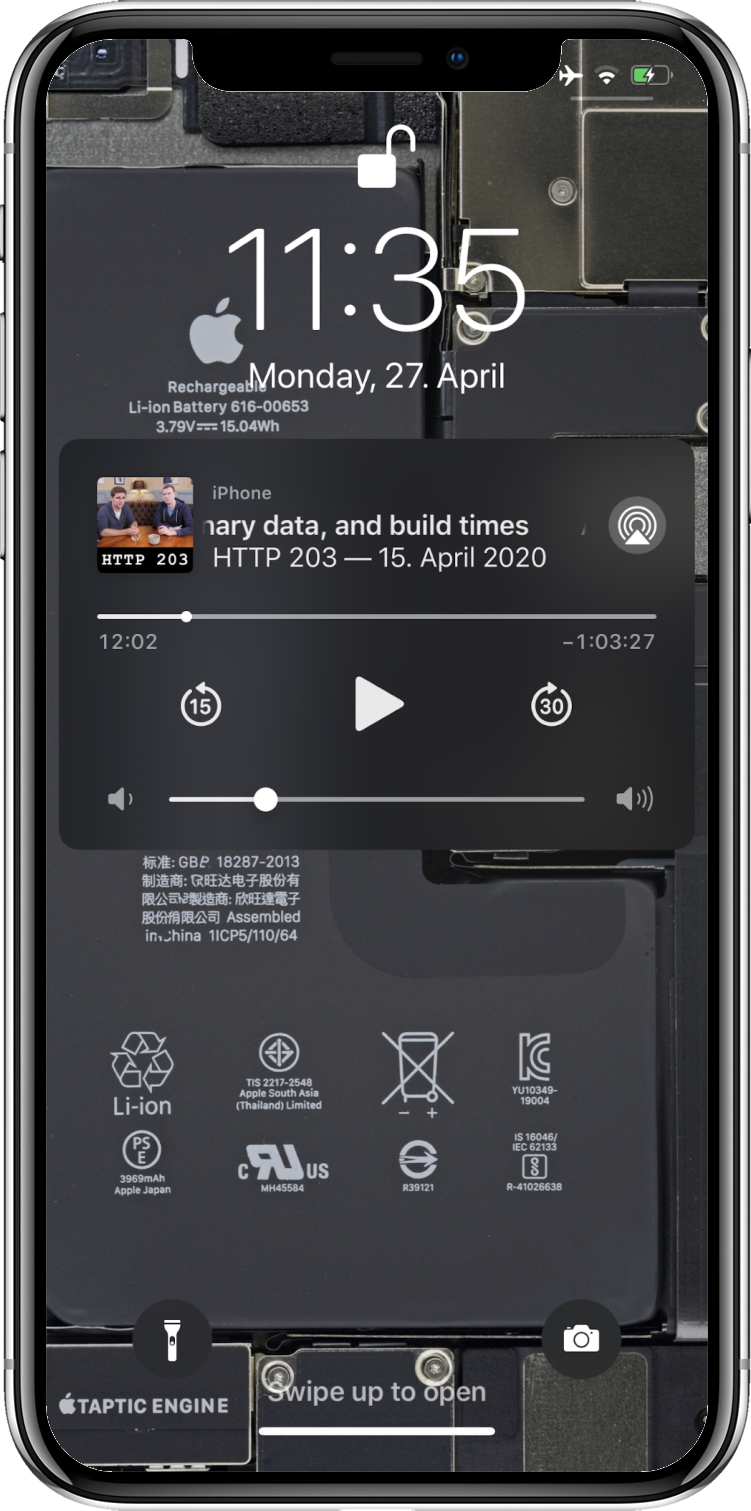 11:35
Monday, 27. April
Rechargeable
Li-ion Battery 616-00653
3.79V⎓15.04Wh
iPhone
nary data, and build times
HTTP 203 — 15. April 2020
HTTP 203
12:02
−1:03:27
15
30
标准: GB 18287-2013
制造商: 旺达电子股份有
限公司 製造商: 欣旺達電子
股份有限公司 Assembled
in China 1ICP5/110/64
Li-ion
TIS 2217-2548
Apple South Asia
(Thailand) Limited
− +
YU10349-
19004
PS
E
3969mAh
Apple Japan
c RU US
MH45584
R39121
IS 16046/
IEC 62133
R-41026638
Swipe up to open
TAPTIC ENGINE